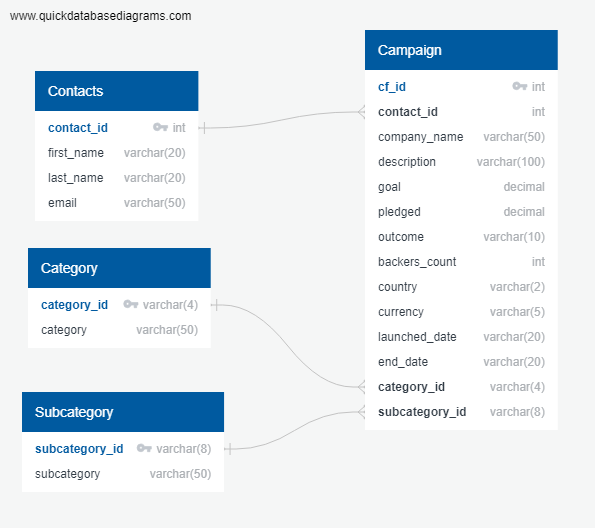 www.quickdatabasediagrams.com
Contacts
contact_id int
first_name varchar(20)
last_name varchar(20)
email varchar(50)
Category
category_id varchar(4)
category varchar(50)
Subcategory
subcategory_id varchar(8)
subcategory varchar(50)
Campaign
cf_id int
contact_id int
company_name varchar(50)
description varchar(100)
goal decimal
pledged decimal
outcome varchar(10)
backers_count int
country varchar(2)
currency varchar(5)
launched_date varchar(20)
end_date varchar(20)
category_id varchar(4)
subcategory_id varchar(8)